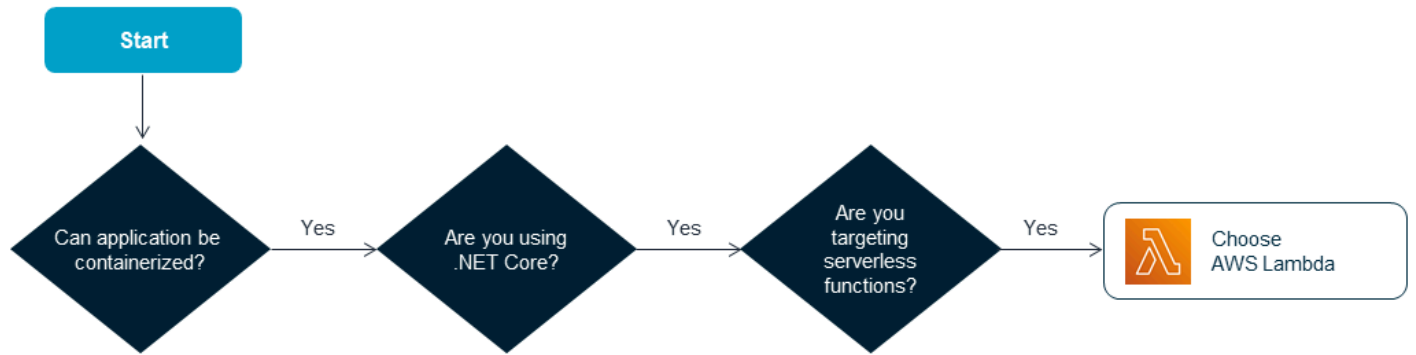 Start
Can application be
containerized?
Yes
Are you using
.NET Core?
Yes
Are you
targeting
serverless
functions?
Yes
Choose
AWS Lambda